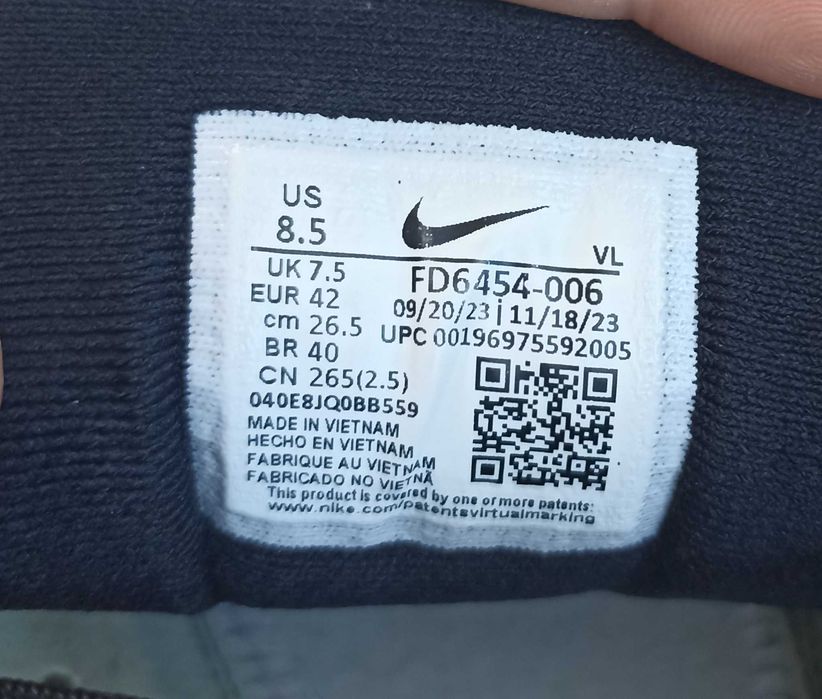 US
8.5
VL
UK 7.5
EUR 42
cm 26.5
BR 40
CN 265(2.5)
FD6454-006
09/20/23 | 11/18/23
UPC 00196975592005
040E8JQ0BB559
MADE IN VIETNAM
HECHO EN VIETNAM
FABRIQUE AU VIETNAM
FABRICADO NO VIETNÃ
This product is covered by one or more patents:
www.nike.com/patentsvirtualmarking